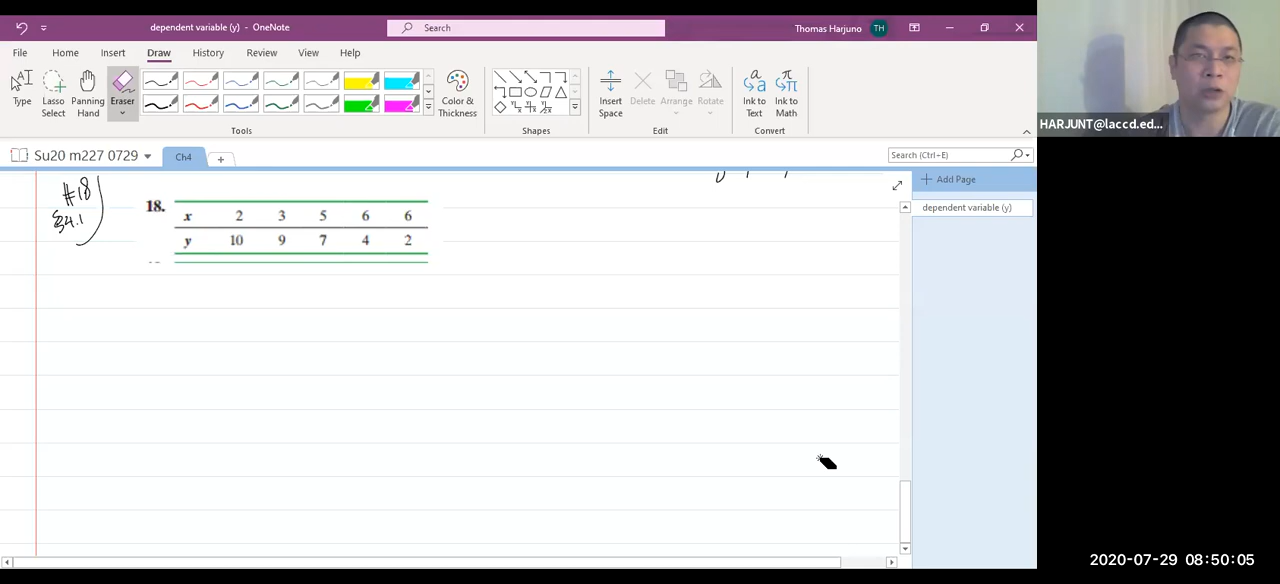 dependent variable (y) - OneNote
Search
Thomas Harjuno TH
File Home Insert Draw History Review View Help
Type
Lasso Select
Panning Hand
Eraser
Color & Thickness
Insert Space
Delete
Arrange
Rotate
Ink to Text
Ink to Math
Tools
Shapes
Edit
Convert
HARJUNT@laccd.ed...
Su20 m227 0729
Ch4
Search (Ctrl+E)
Add Page
dependent variable (y)
#18
§4.1
18.
x 2 3 5 6 6
y 10 9 7 4 2
2020-07-29 08:50:05